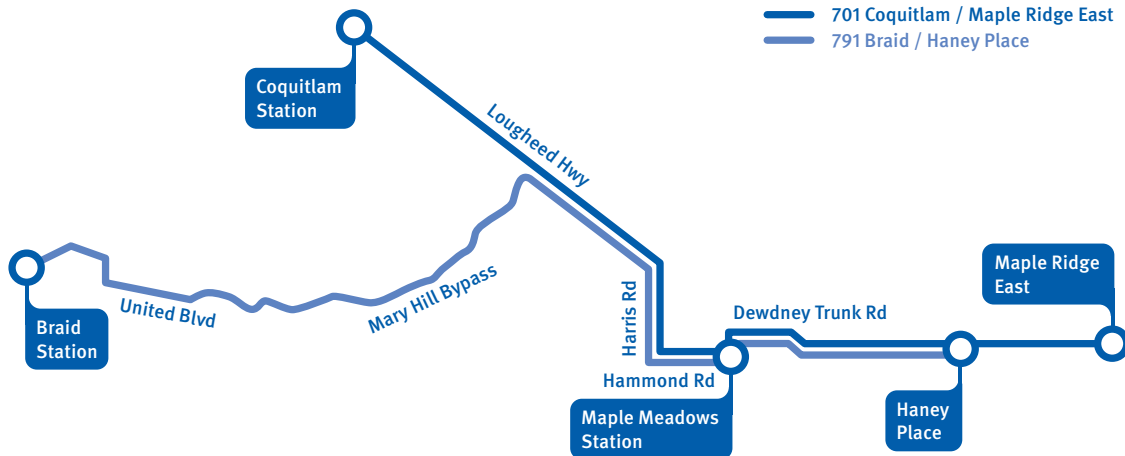 701 Coquitlam / Maple Ridge East
791 Braid / Haney Place
Coquitlam
Station
Lougheed Hwy
Braid
Station
United Blvd
Mary Hill Bypass
Harris Rd
Hammond Rd
Maple Meadows
Station
Dewdney Trunk Rd
Haney
Place
Maple Ridge
East